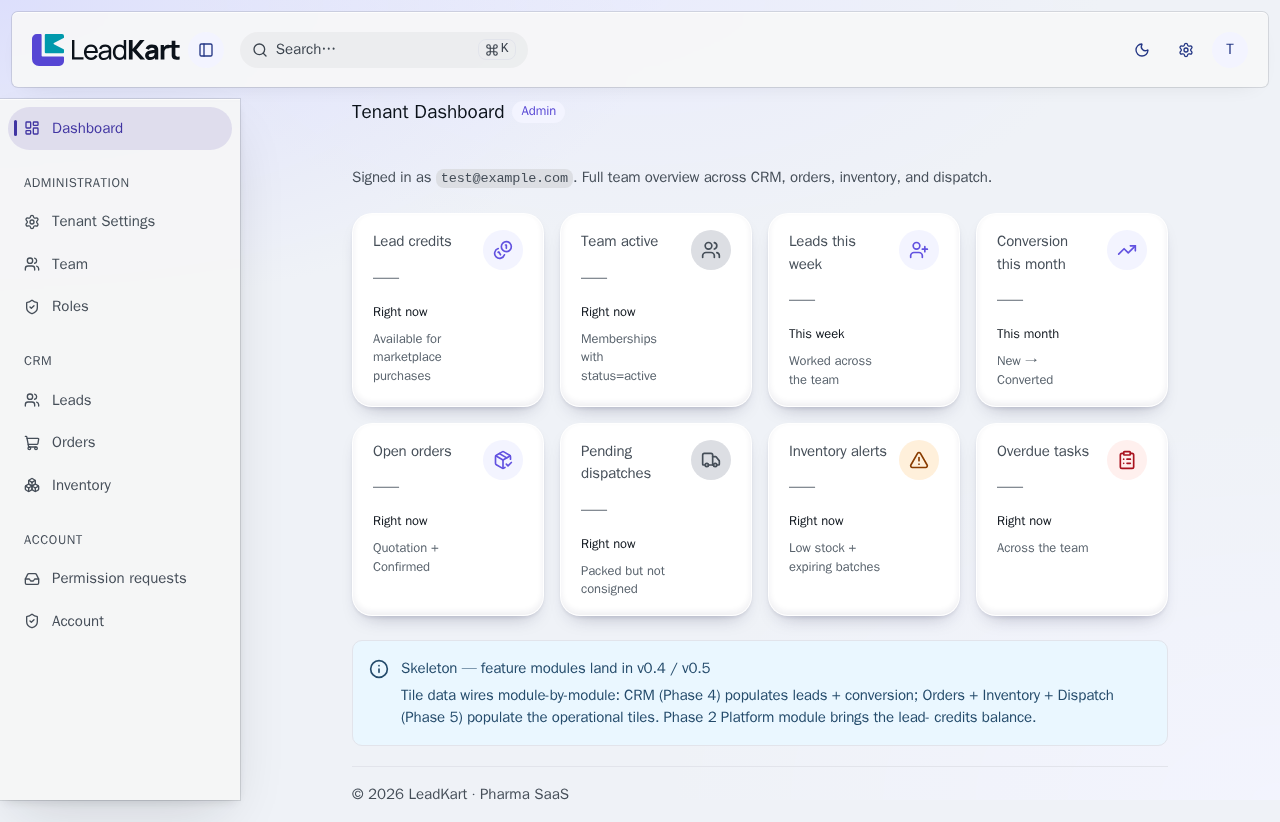 LeadKart
Search…
⌘K
T
Dashboard
ADMINISTRATION
Tenant Settings
Team
Roles
CRM
Leads
Orders
Inventory
ACCOUNT
Permission requests
Account
Tenant Dashboard
Admin
Signed in as test@example.com. Full team overview across CRM, orders, inventory, and dispatch.
Lead credits
—
Right now
Available for
marketplace
purchases
Team active
—
Right now
Memberships
with
status=active
Leads this
week
—
This week
Worked across
the team
Conversion
this month
—
This month
New →
Converted
Open orders
—
Right now
Quotation +
Confirmed
Pending
dispatches
—
Right now
Packed but not
consigned
Inventory alerts
—
Right now
Low stock +
expiring batches
Overdue tasks
—
Right now
Across the team
Skeleton — feature modules land in v0.4 / v0.5
Tile data wires module-by-module: CRM (Phase 4) populates leads + conversion; Orders + Inventory + Dispatch
(Phase 5) populate the operational tiles. Phase 2 Platform module brings the lead- credits balance.
© 2026 LeadKart · Pharma SaaS